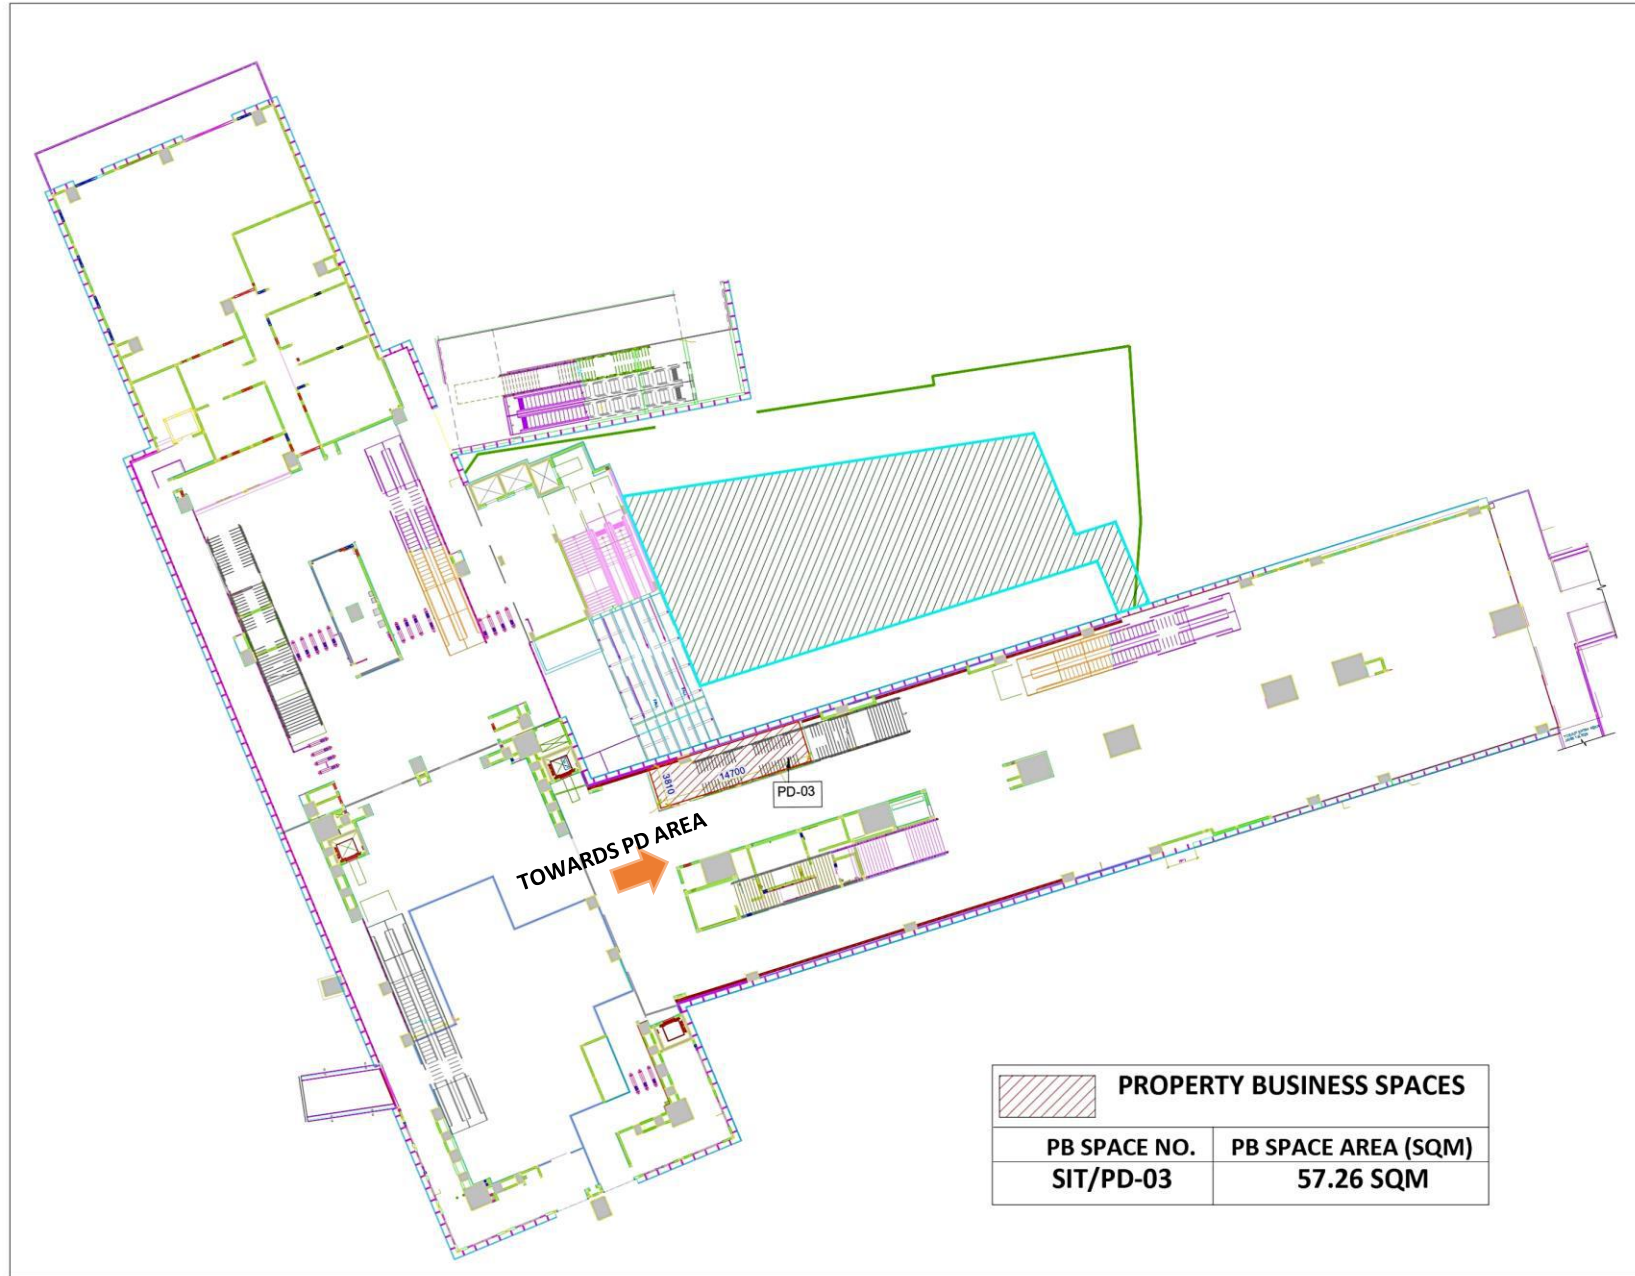 3810
14700
PD-03
TOWARDS PD AREA
PROPERTY BUSINESS SPACES
PB SPACE NO.
PB SPACE AREA (SQM)
SIT/PD-03
57.26 SQM